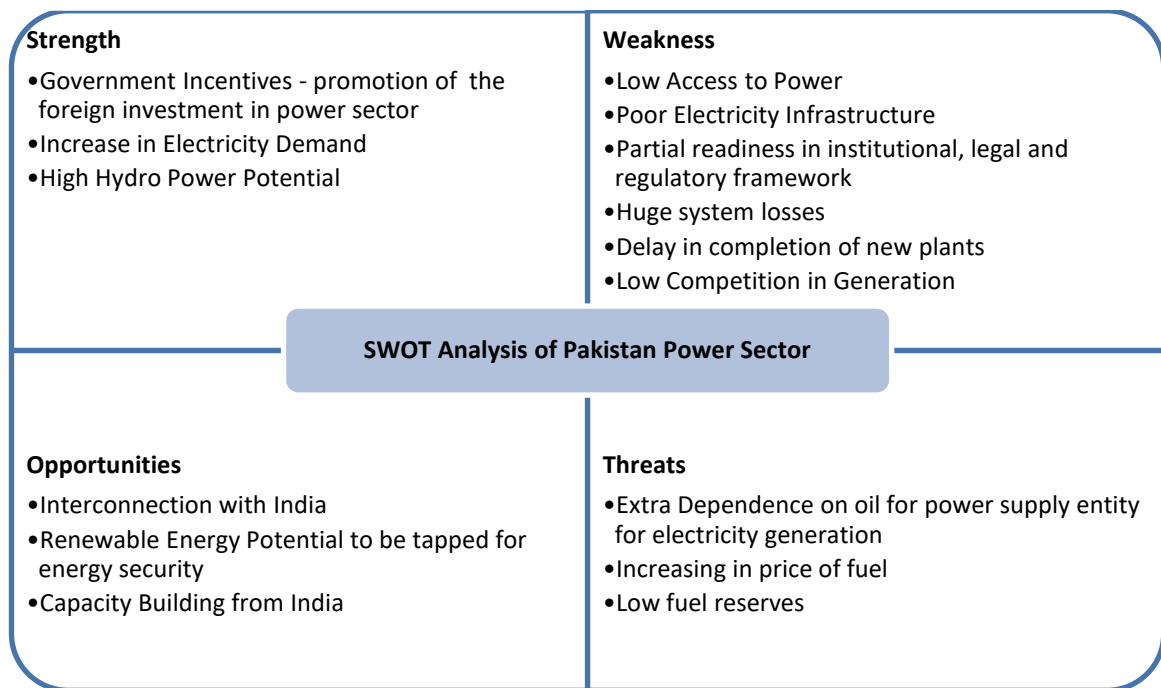 Strength
•Government Incentives - promotion of the
foreign investment in power sector
•Increase in Electricity Demand
•High Hydro Power Potential
Weakness
•Low Access to Power
•Poor Electricity Infrastructure
•Partial readiness in institutional, legal and
regulatory framework
•Huge system losses
•Delay in completion of new plants
•Low Competition in Generation
SWOT Analysis of Pakistan Power Sector
Opportunities
•Interconnection with India
•Renewable Energy Potential to be tapped for
energy security
•Capacity Building from India
Threats
•Extra Dependence on oil for power supply entity
for electricity generation
•Increasing in price of fuel
•Low fuel reserves